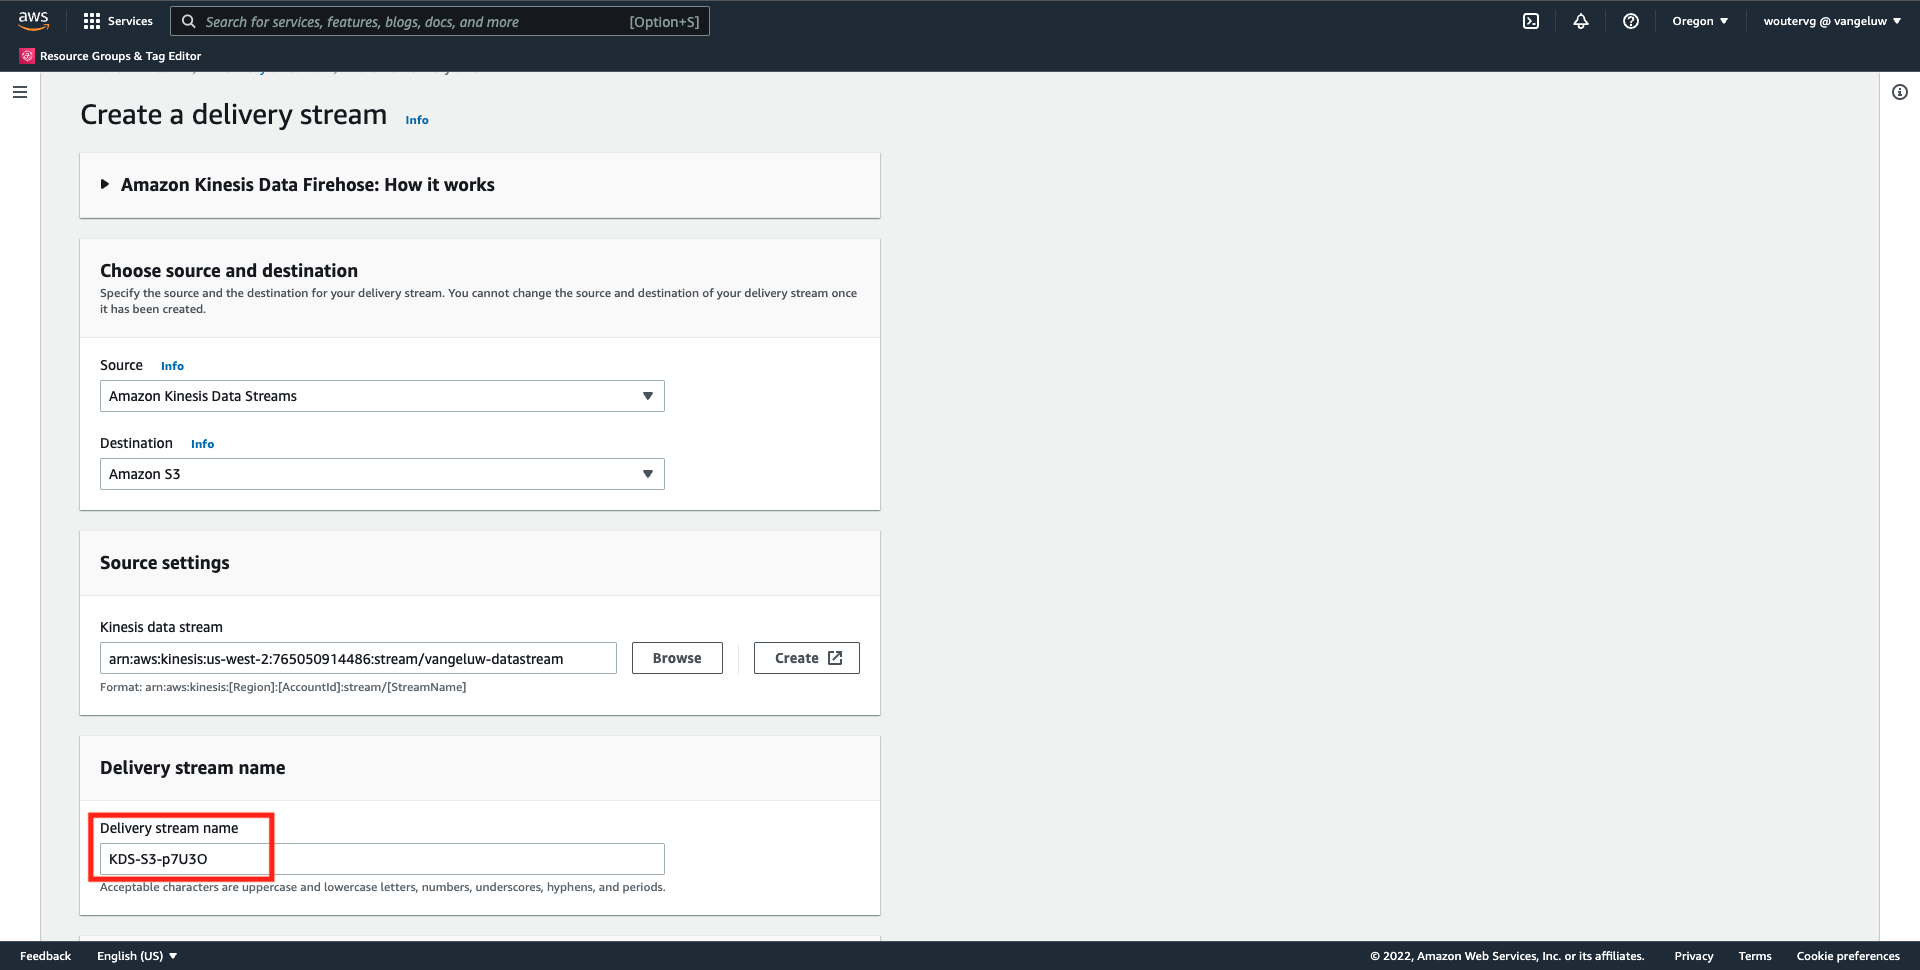 aws
Services
Search for services, features, blogs, docs, and more
[Option+S]
Oregon
woutervg @ vangeluw
Resource Groups & Tag Editor
Create a delivery stream
Info
Amazon Kinesis Data Firehose: How it works
Choose source and destination
Specify the source and the destination for your delivery stream. You cannot change the source and destination of your delivery stream once
it has been created.
Source
Info
Amazon Kinesis Data Streams
Destination
Info
Amazon S3
Source settings
Kinesis data stream
arn:aws:kinesis:us-west-2:765050914486:stream/vangeluw-datastream
Browse
Create
Format: arn:aws:kinesis:[Region]:[AccountId]:stream/[StreamName]
Delivery stream name
Delivery stream name
KDS-S3-p7U3O
Acceptable characters are uppercase and lowercase letters, numbers, underscores, hyphens, and periods.
Feedback
English (US)
© 2022, Amazon Web Services, Inc. or its affiliates.
Privacy
Terms
Cookie preferences